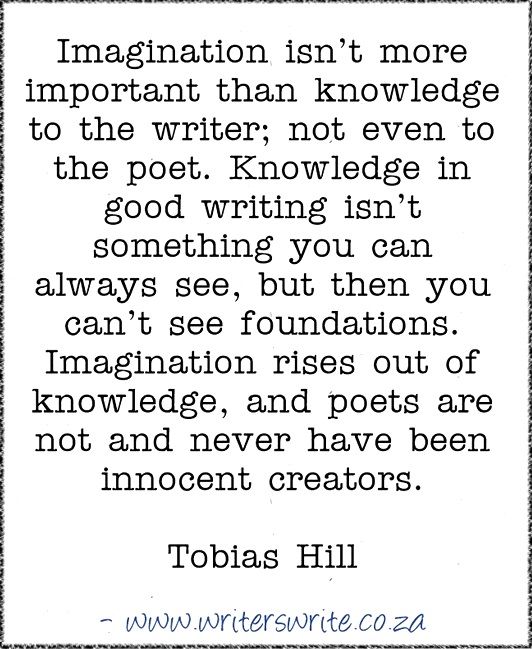 Imagination isn't more
important than knowledge
to the writer; not even to
the poet. Knowledge in
good writing isn't
something you can
always see, but then you
can't see foundations.
Imagination rises out of
knowledge, and poets are
not and never have been
innocent creators.
Tobias Hill
- www.writerswrite.co.za